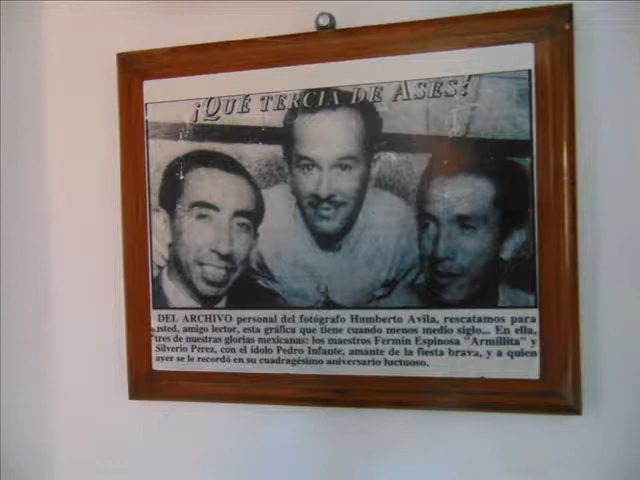 ¡QUÉ TERCIA DE ASES!
DEL ARCHIVO personal del fotógrafo Humberto Avila, rescatamos para
usted, amigo lector, esta gráfica que tiene cuando menos medio siglo... En ella,
tres de nuestras glorias mexicanas: los maestros Fermín Espinosa "Armillita" y
Silverio Pérez, con el ídolo Pedro Infante, amante de la fiesta brava, y a quien
ayer se le recordó en su cuadragésimo aniversario luctuoso.